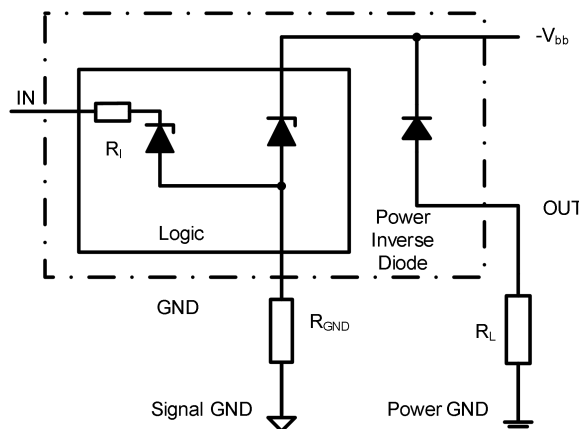 -Vbb
IN
RI
Logic
Power
Inverse
Diode
OUT
GND
RGND
RL
Signal GND
Power GND